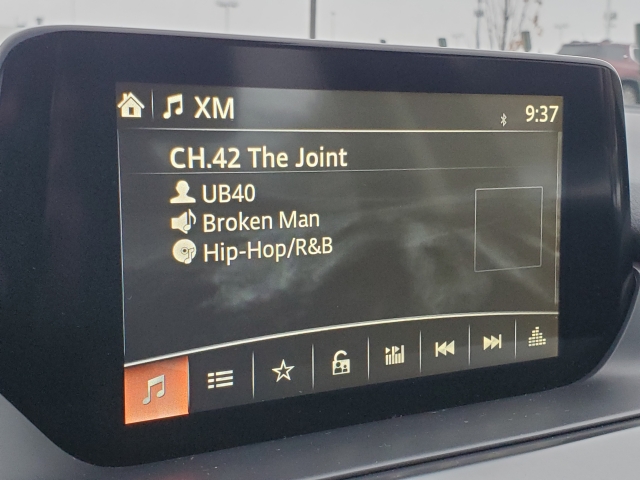 XM
9:37
CH.42 The Joint
UB40
Broken Man
Hip-Hop/R&B